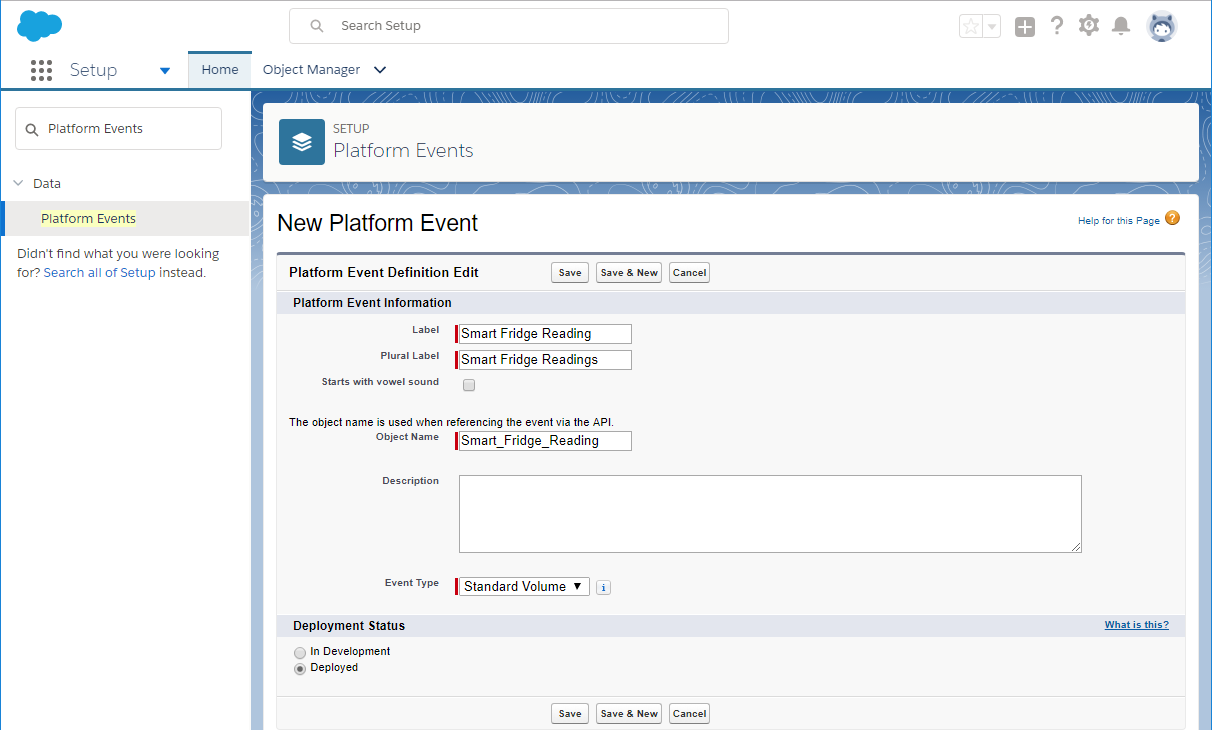 Search Setup
Setup
Home
Object Manager
Platform Events
Data
Platform Events
Didn't find what you were looking
for? Search all of Setup instead.
SETUP
Platform Events
New Platform Event
Help for this Page ?
Platform Event Definition Edit
Save
Save & New
Cancel
Platform Event Information
Label
Smart Fridge Reading
Plural Label
Smart Fridge Readings
Starts with vowel sound
The object name is used when referencing the event via the API.
Object Name
Smart_Fridge_Reading
Description
Event Type
Standard Volume
i
Deployment Status
What is this?
In Development
Deployed
Save
Save & New
Cancel